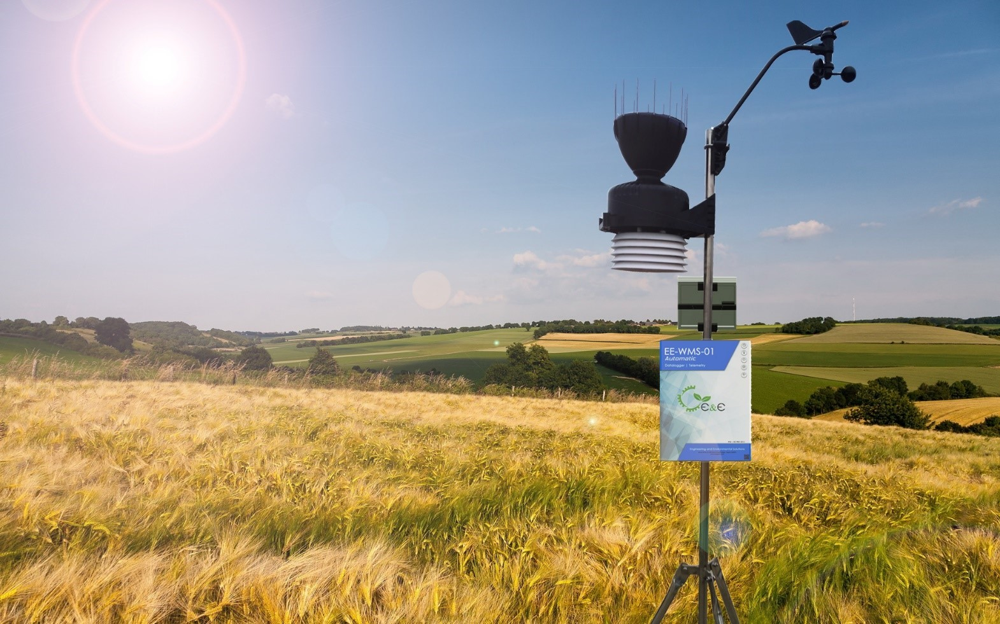 EE-WMS-01
Automatic
Datalogger | Telemetry
E&E
Engineering and Environmental Solutions